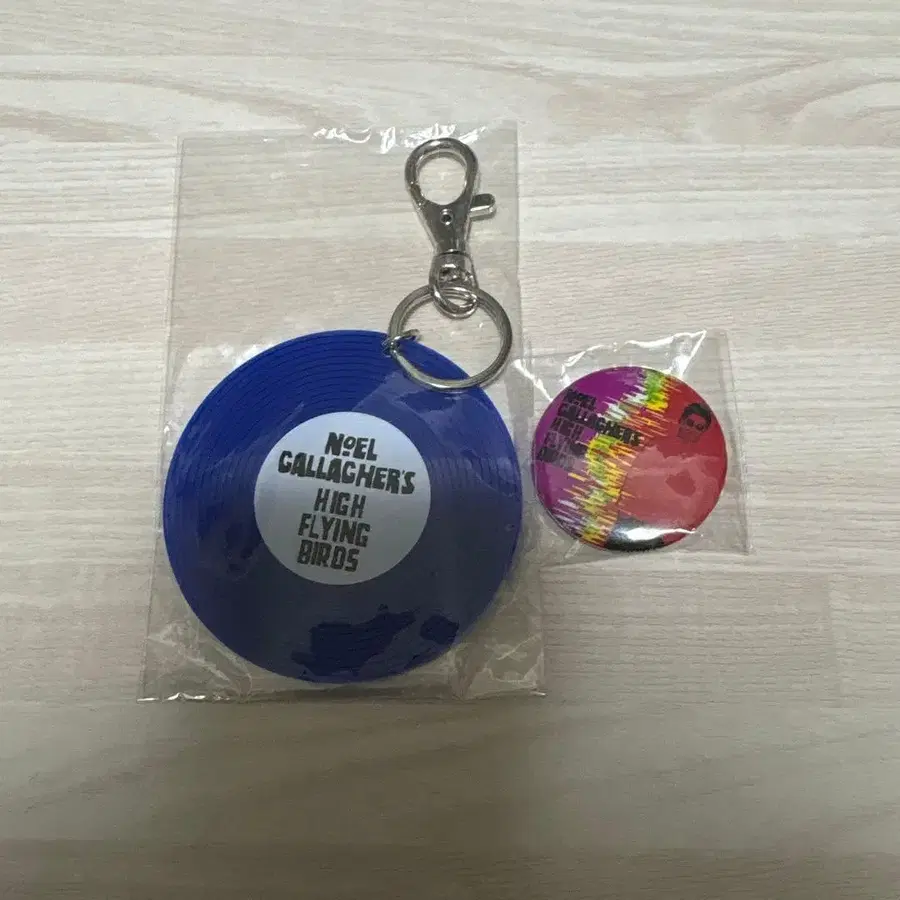 NOEL
GALLAGHER'S
HIGH
FLYING
BIRDS
NOEL
GALLAGHER'S
HIGH
FLYING
BIRDS